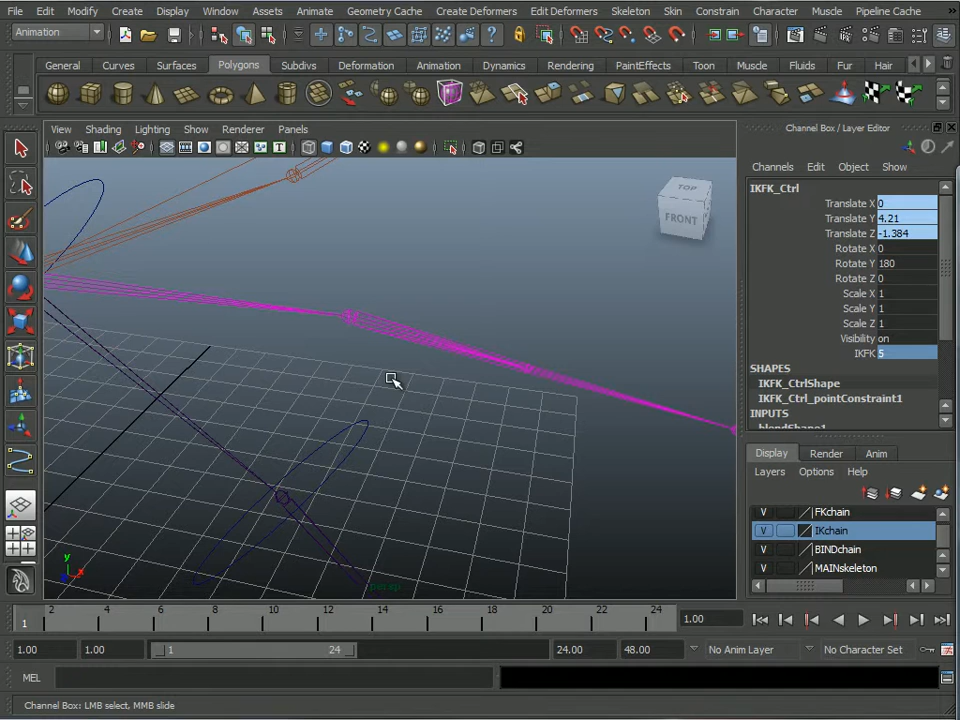 File Edit Modify Create Display Window Assets Animate Geometry Cache Create Deformers Edit Deformers Skeleton Skin Constrain Character Muscle Pipeline Cache »
Animation
General Curves Surfaces Polygons Subdivs Deformation Animation Dynamics Rendering PaintEffects Toon Muscle Fluids Fur Hair
View Shading Lighting Show Renderer Panels
Channel Box / Layer Editor
Channels Edit Object Show
IKFK_Ctrl
Translate X 0
Translate Y 4.21
Translate Z -1.384
Rotate X 0
Rotate Y 180
Rotate Z 0
Scale X 1
Scale Y 1
Scale Z 1
Visibility on
IKFK 5
SHAPES
IKFK_CtrlShape
IKFK_Ctrl_pointConstraint1
INPUTS
blendShape1
TOP
FRONT
Display Render Anim
Layers Options Help
V FKchain
V IKchain
V BINDchain
V MAINskeleton
y
z x
persp
1 2 4 6 8 10 12 14 16 18 20 22 24 1.00
1.00 1.00 1 24 24.00 48.00 No Anim Layer No Character Set
MEL
Channel Box: LMB select, MMB slide